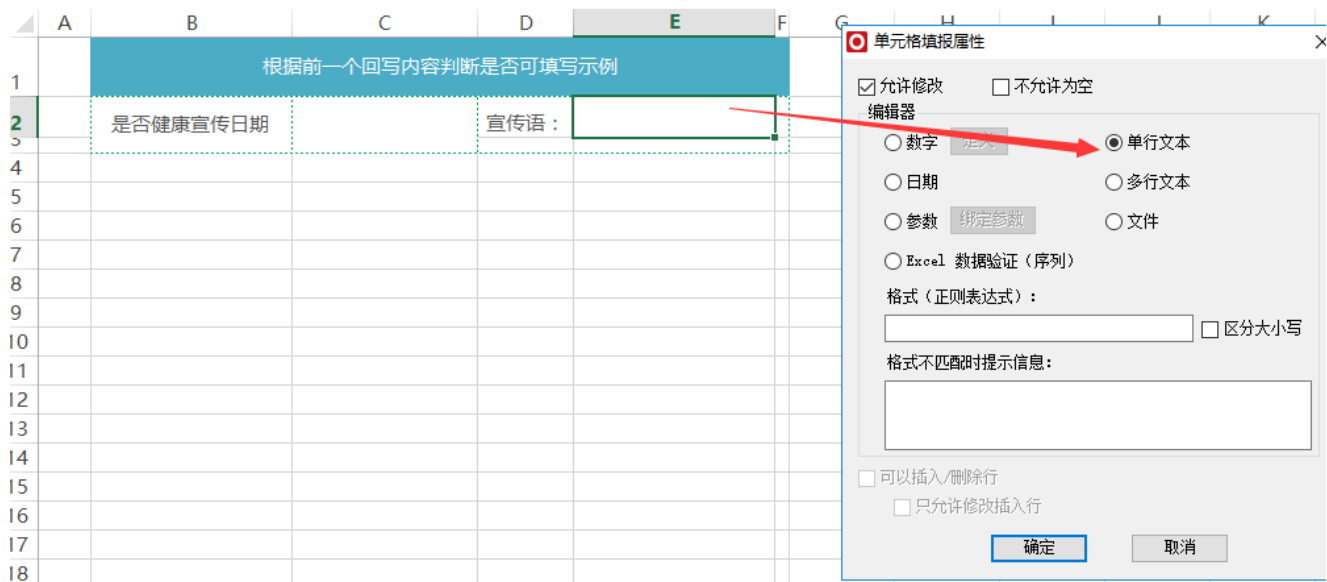 A B C D E F G H I J K
1 根据前一个回写内容判断是否可填写示例
2 是否健康宣传日期 宣传语：
3
4
5
6
7
8
9
10
11
12
13
14
15
16
17
18
单元格填报属性
允许修改 不允许为空
编辑器
数字 定义 单行文本
日期 多行文本
参数 绑定参数 文件
Excel 数据验证（序列）
格式（正则表达式）:
区分大小写
格式不匹配时提示信息:
可以插入/删除行
只允许修改插入行
确定 取消